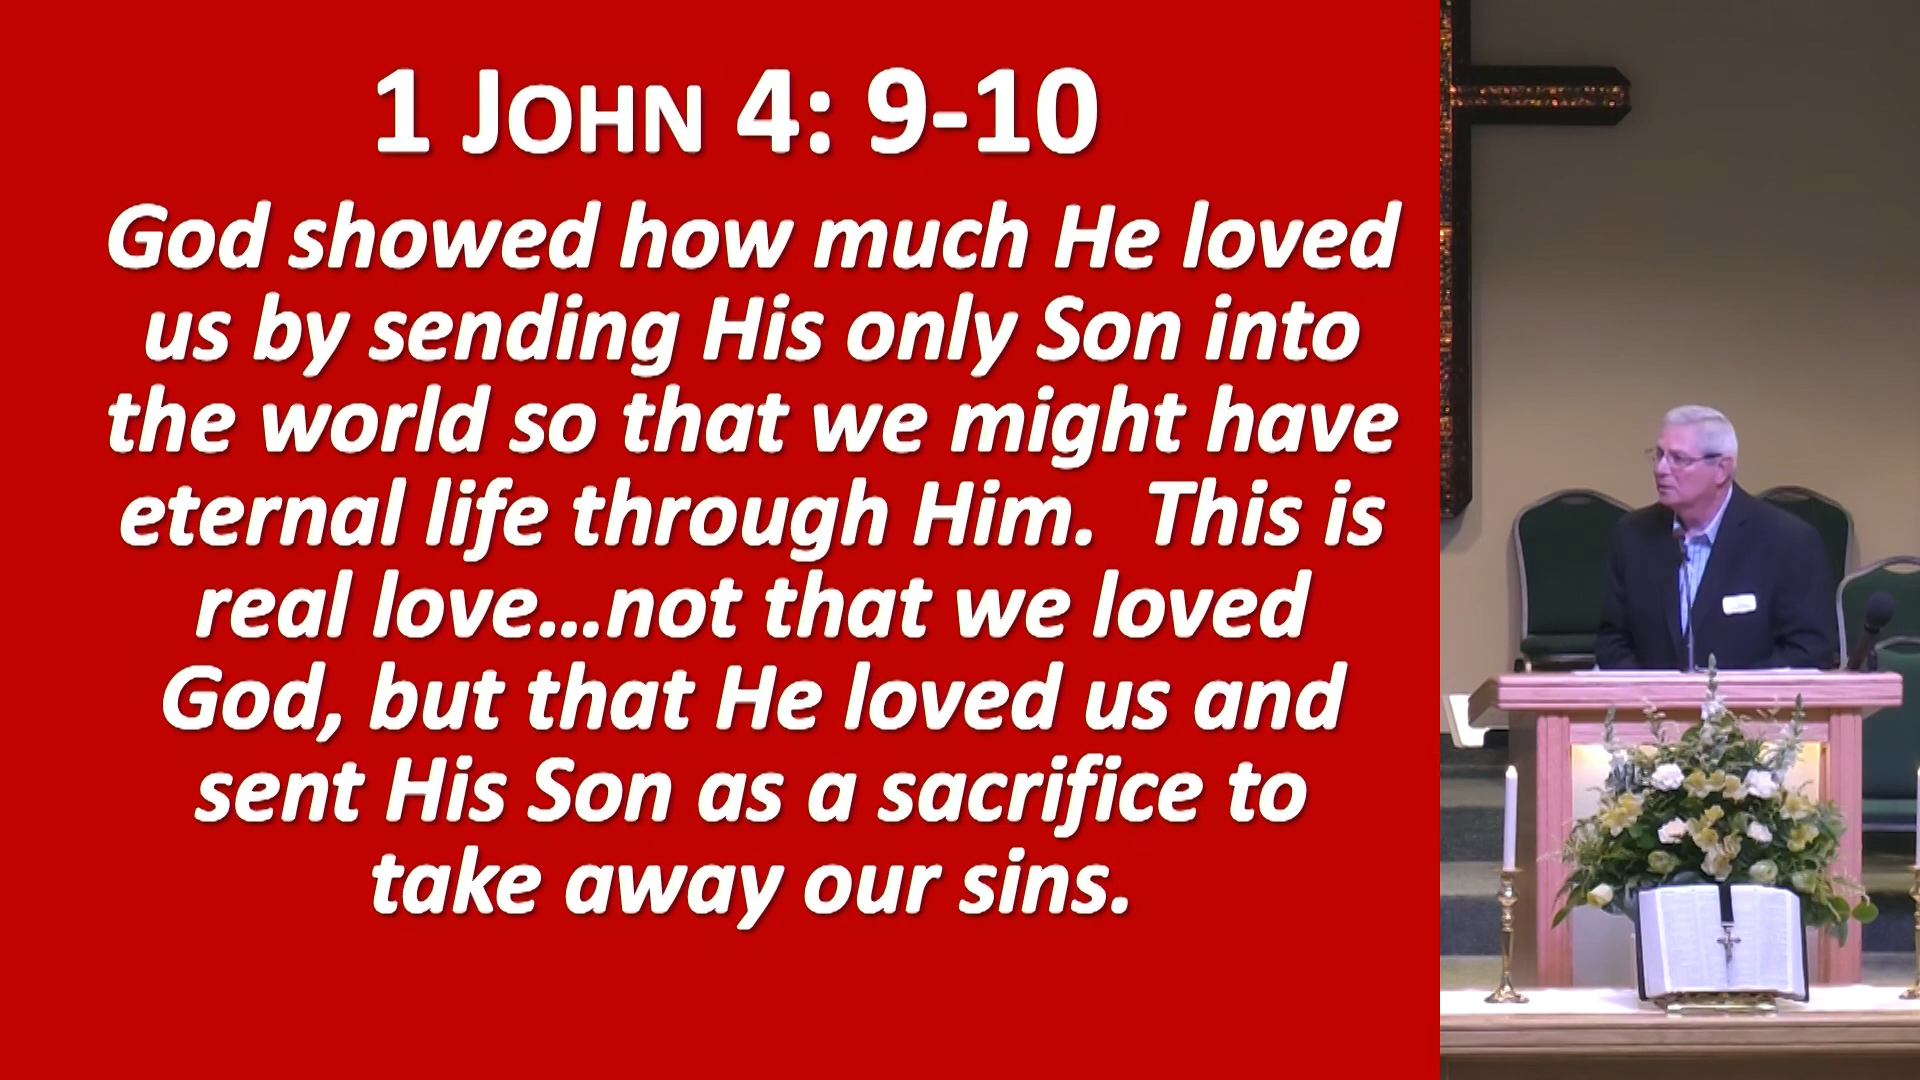 1 JOHN 4: 9-10
God showed how much He loved
us by sending His only Son into
the world so that we might have
eternal life through Him.  This is
real love...not that we loved
God, but that He loved us and
sent His Son as a sacrifice to
take away our sins.